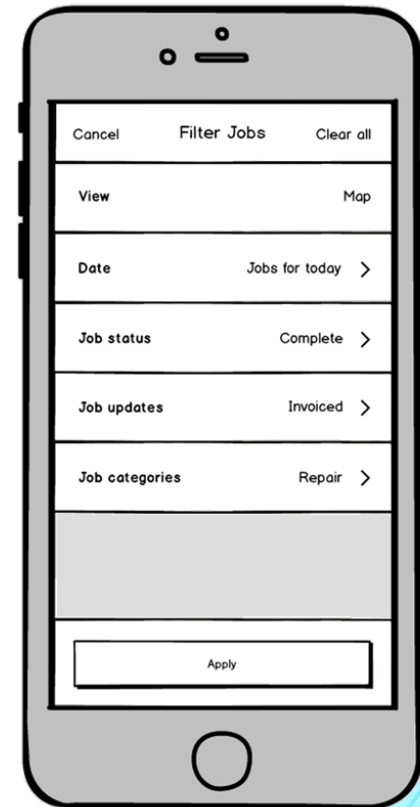 Cancel Filter Jobs Clear all
View Map
Date Jobs for today
Job status Complete
Job updates Invoiced
Job categories Repair
Apply